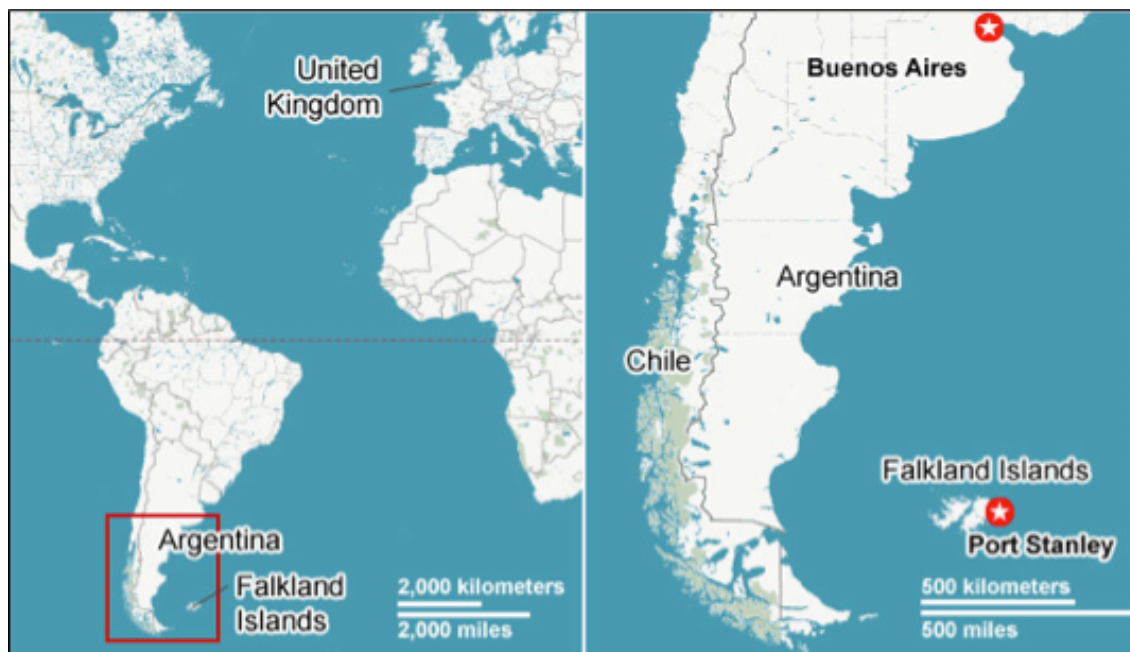 United
Kingdom
Argentina
Falkland
Islands
2,000 kilometers
2,000 miles
Buenos Aires
Argentina
Chile
Falkland Islands
Port Stanley
500 kilometers
500 miles